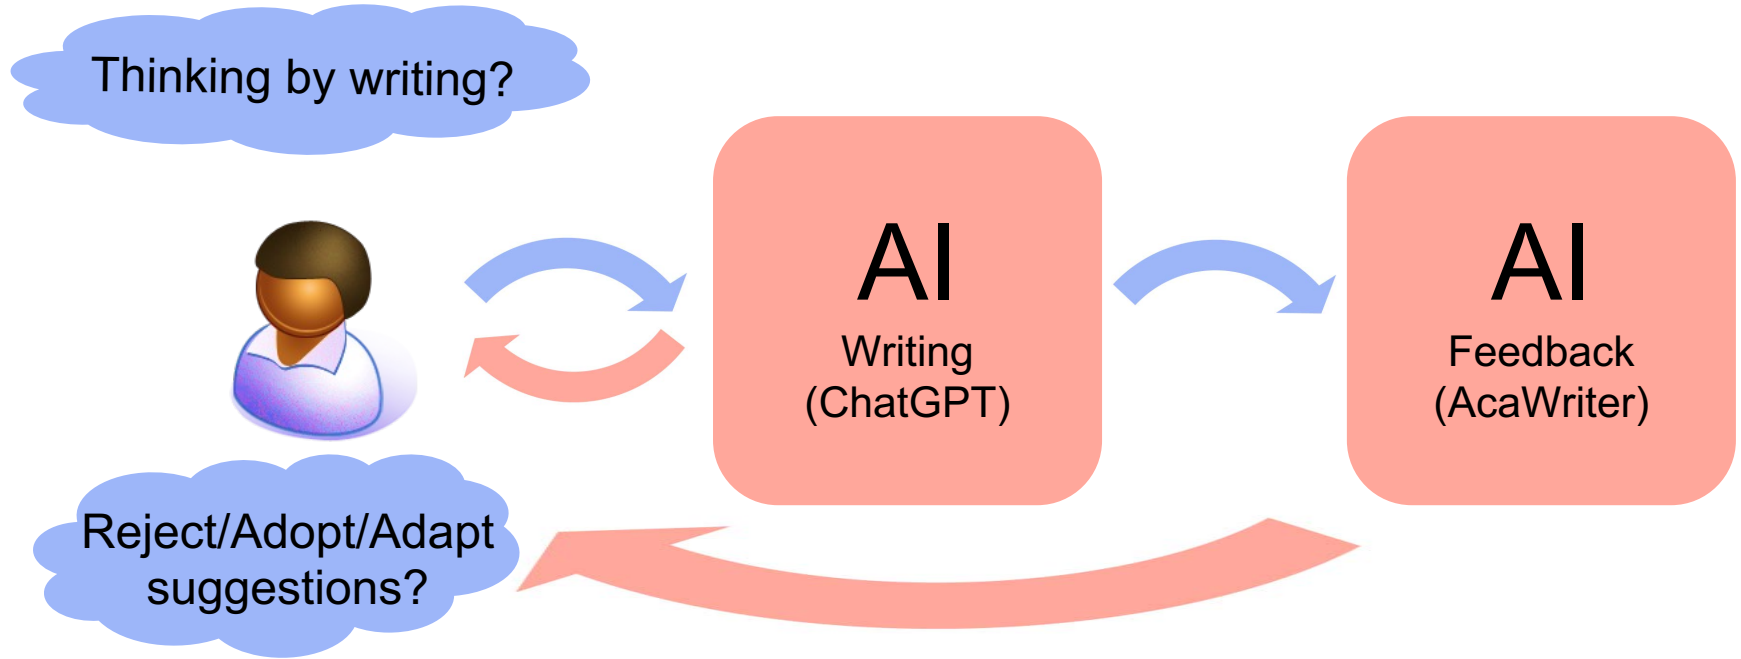 Thinking by writing?
AI
Writing
(ChatGPT)
AI
Feedback
(AcaWriter)
Reject/Adopt/Adapt
suggestions?